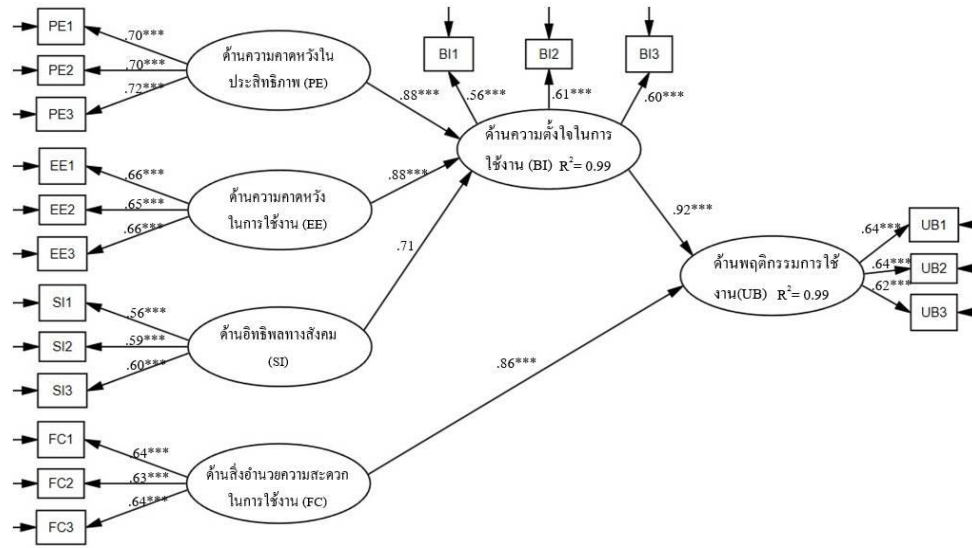 PE1
PE2
PE3
.70***
.70***
.72***
ด้านความคาดหวังใน
ประสิทธิภาพ (PE)
.88***
BI1
BI2
BI3
.56***
.61***
.60***
ด้านความตั้งใจในการ
ใช้งาน (BI) R²= 0.99
EE1
EE2
EE3
.66***
.65***
.66***
ด้านความคาดหวัง
ในการใช้งาน (EE)
.88***
.71
.92***
SI1
SI2
SI3
.56***
.59***
.60***
ด้านอิทธิพลทางสังคม
(SI)
ด้านพฤติกรรมการใช้
งาน(UB) R²= 0.99
.64***
.64***
.62***
UB1
UB2
UB3
.86***
FC1
FC2
FC3
.64***
.63***
.64***
ด้านสิ่งอำนวยความสะดวก
ในการใช้งาน (FC)